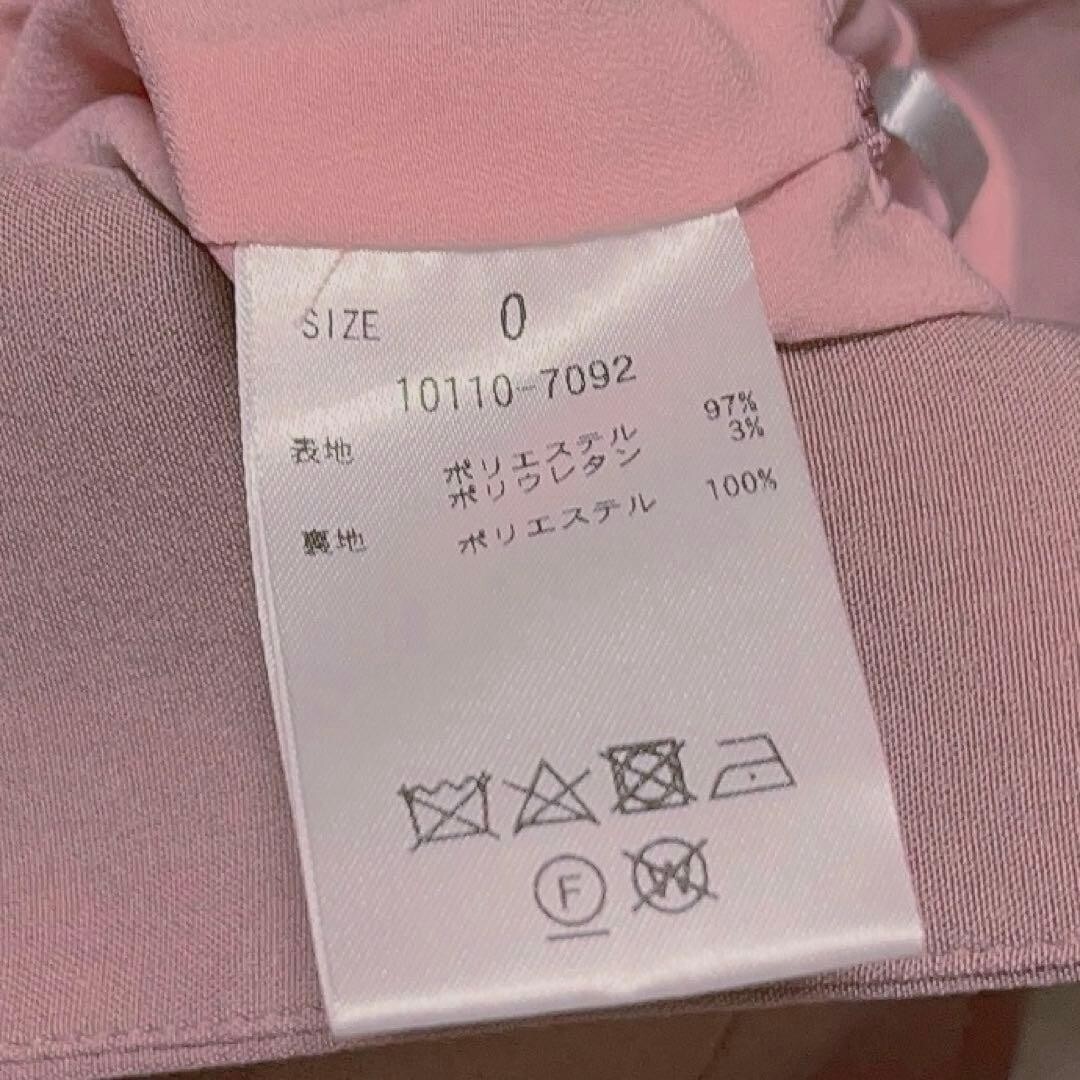 SIZE 0
10110-7092
表地 ポリエステル 97%
ポリウレタン 3%
裏地 ポリエステル 100%
F W